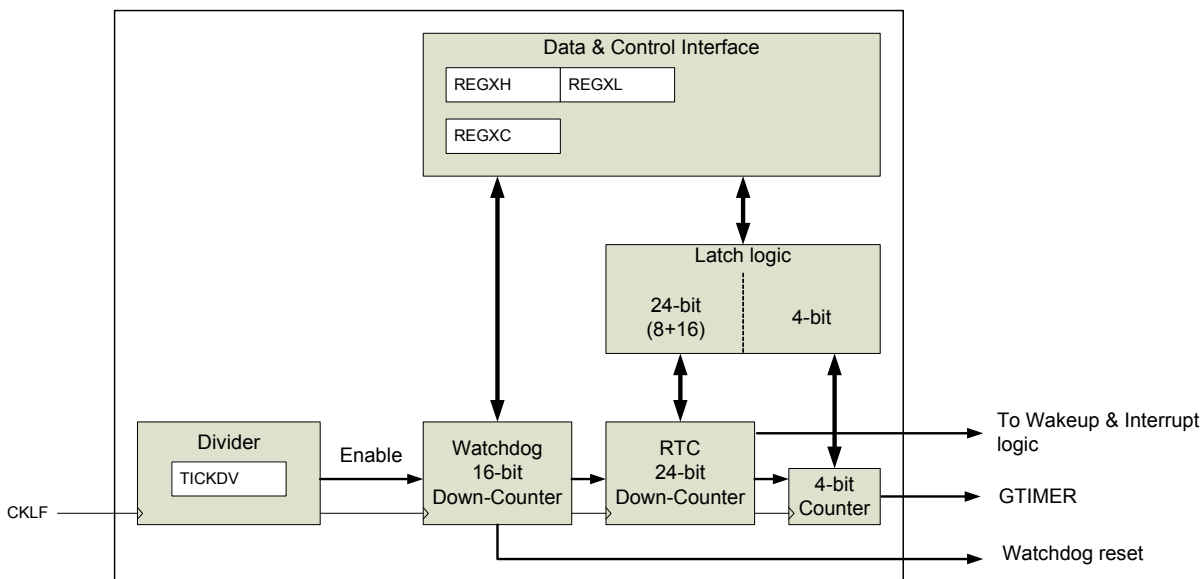 Data & Control Interface
REGXH
REGXL
REGXC
Latch logic
24-bit
(8+16)
4-bit
Divider
TICKDV
Enable
Watchdog
16-bit
Down-Counter
RTC
24-bit
Down-Counter
4-bit
Counter
To Wakeup & Interrupt
logic
GTIMER
CKLF
Watchdog reset